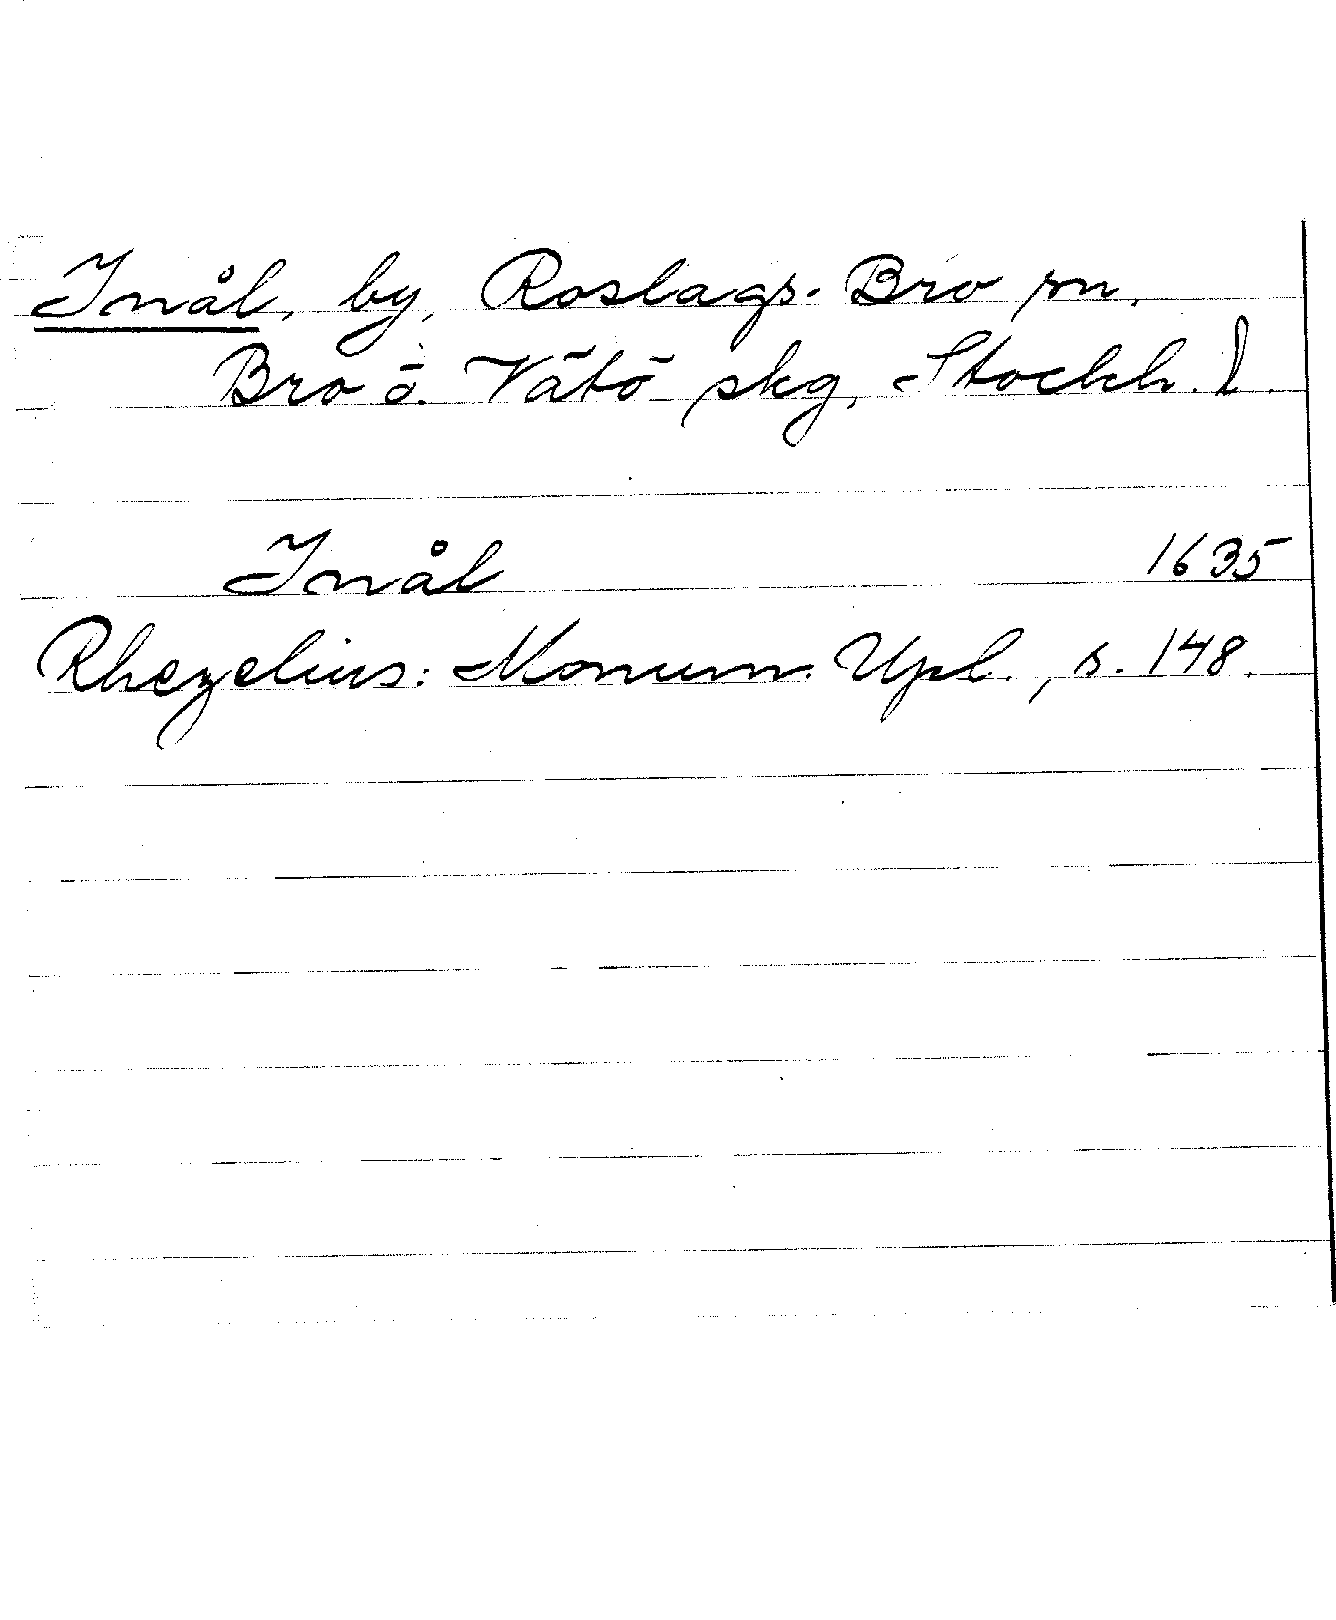 Inål, by, Roslags-Bro sn,
Bro o. Vätö skg, Stockh. l.
Inål 1635
Rhezelius: Monum. Upl., s. 148.